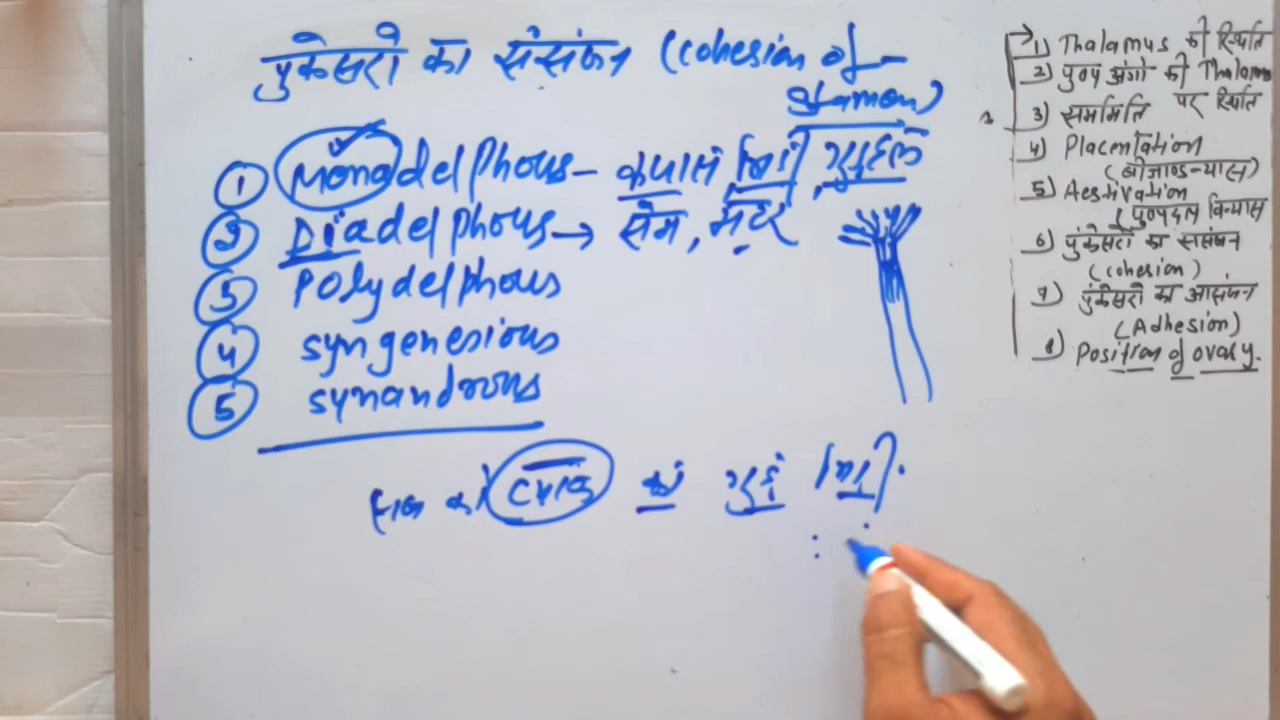 पुंकेसरो का संसंजन (cohesion of-
stamon)
① Monadelphous - कपास भिंडी, गुड़हल
② Diadelphous → सेम, मटर
③ Polydelphous
④ syngenesious
⑤ synandrous
प्याज को
1) Thalamus की स्थिति
2) पुष्प अंगो की Thalamus
पर स्थिति
3) सममिति
4) Placentation
(बीजाण्ड-न्यास)
5) Aestivation
(पुष्पदल विन्यास
6) पुंकेसरो का संसंजन
(cohesion)
7) पुंकेसरो का आसंजन
(Adhesion)
8) Position of ovary.